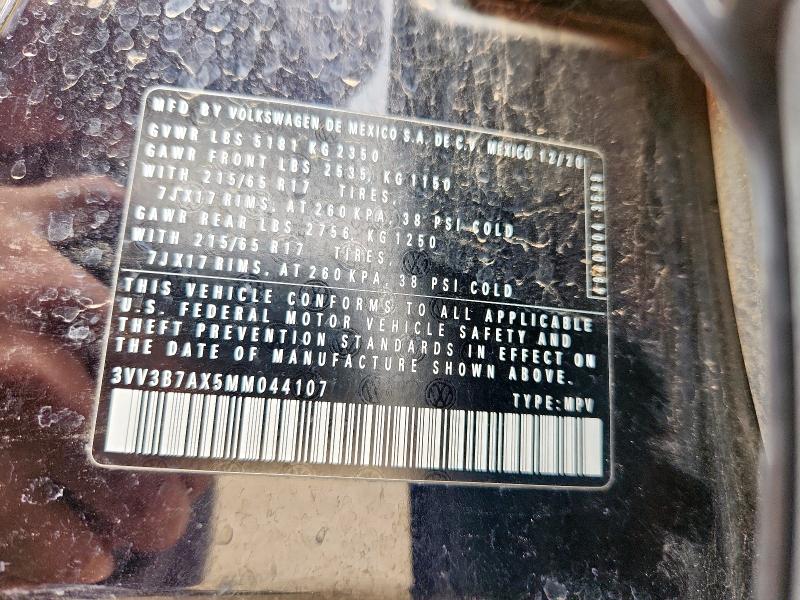 MFD BY VOLKSWAGEN DE MEXICO S.A. DE C.V. MEXICO 12/20
GVWR LBS 5181 KG 2350
GAWR FRONT LBS 2535, KG 1150
WITH 215/65 R17 TIRES,
7JX17 RIMS, AT 260 KPA, 38 PSI COLD
GAWR REAR LBS 2756, KG 1250
WITH 215/65 R17 TIRES,
7JX17 RIMS, AT 260 KPA, 38 PSI COLD
THIS VEHICLE CONFORMS TO ALL APPLICABLE
U.S. FEDERAL MOTOR VEHICLE SAFETY AND
THEFT PREVENTION STANDARDS IN EFFECT ON
THE DATE OF MANUFACTURE SHOWN ABOVE.
3VV3B7AX5MM044107
TYPE:MPV